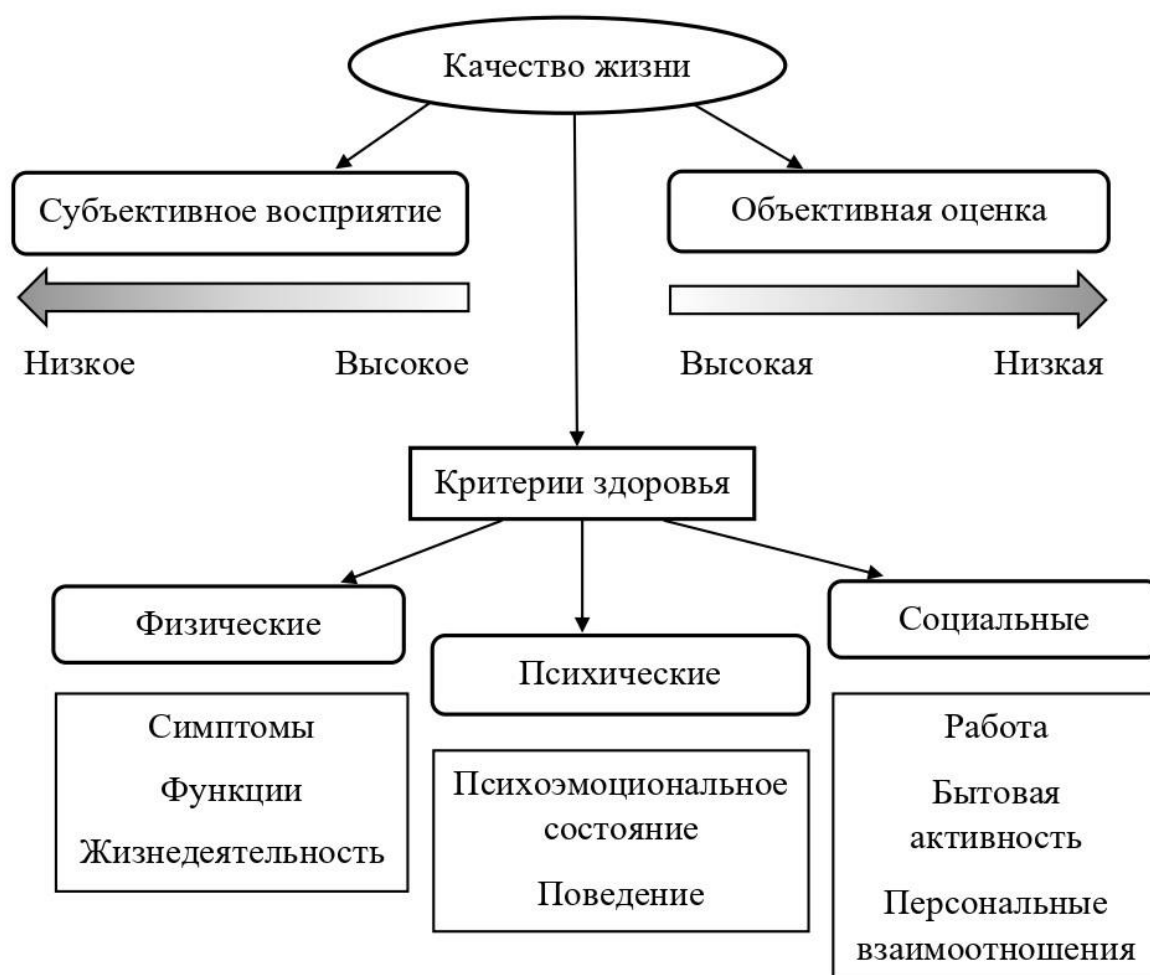 Качество жизни
Субъективное восприятие
Объективная оценка
Низкое
Высокое
Высокая
Низкая
Критерии здоровья
Физические
Психические
Социальные
Симптомы
Функции
Жизнедеятельность
Психоэмоциональное
состояние
Поведение
Работа
Бытовая
активность
Персональные
взаимоотношения